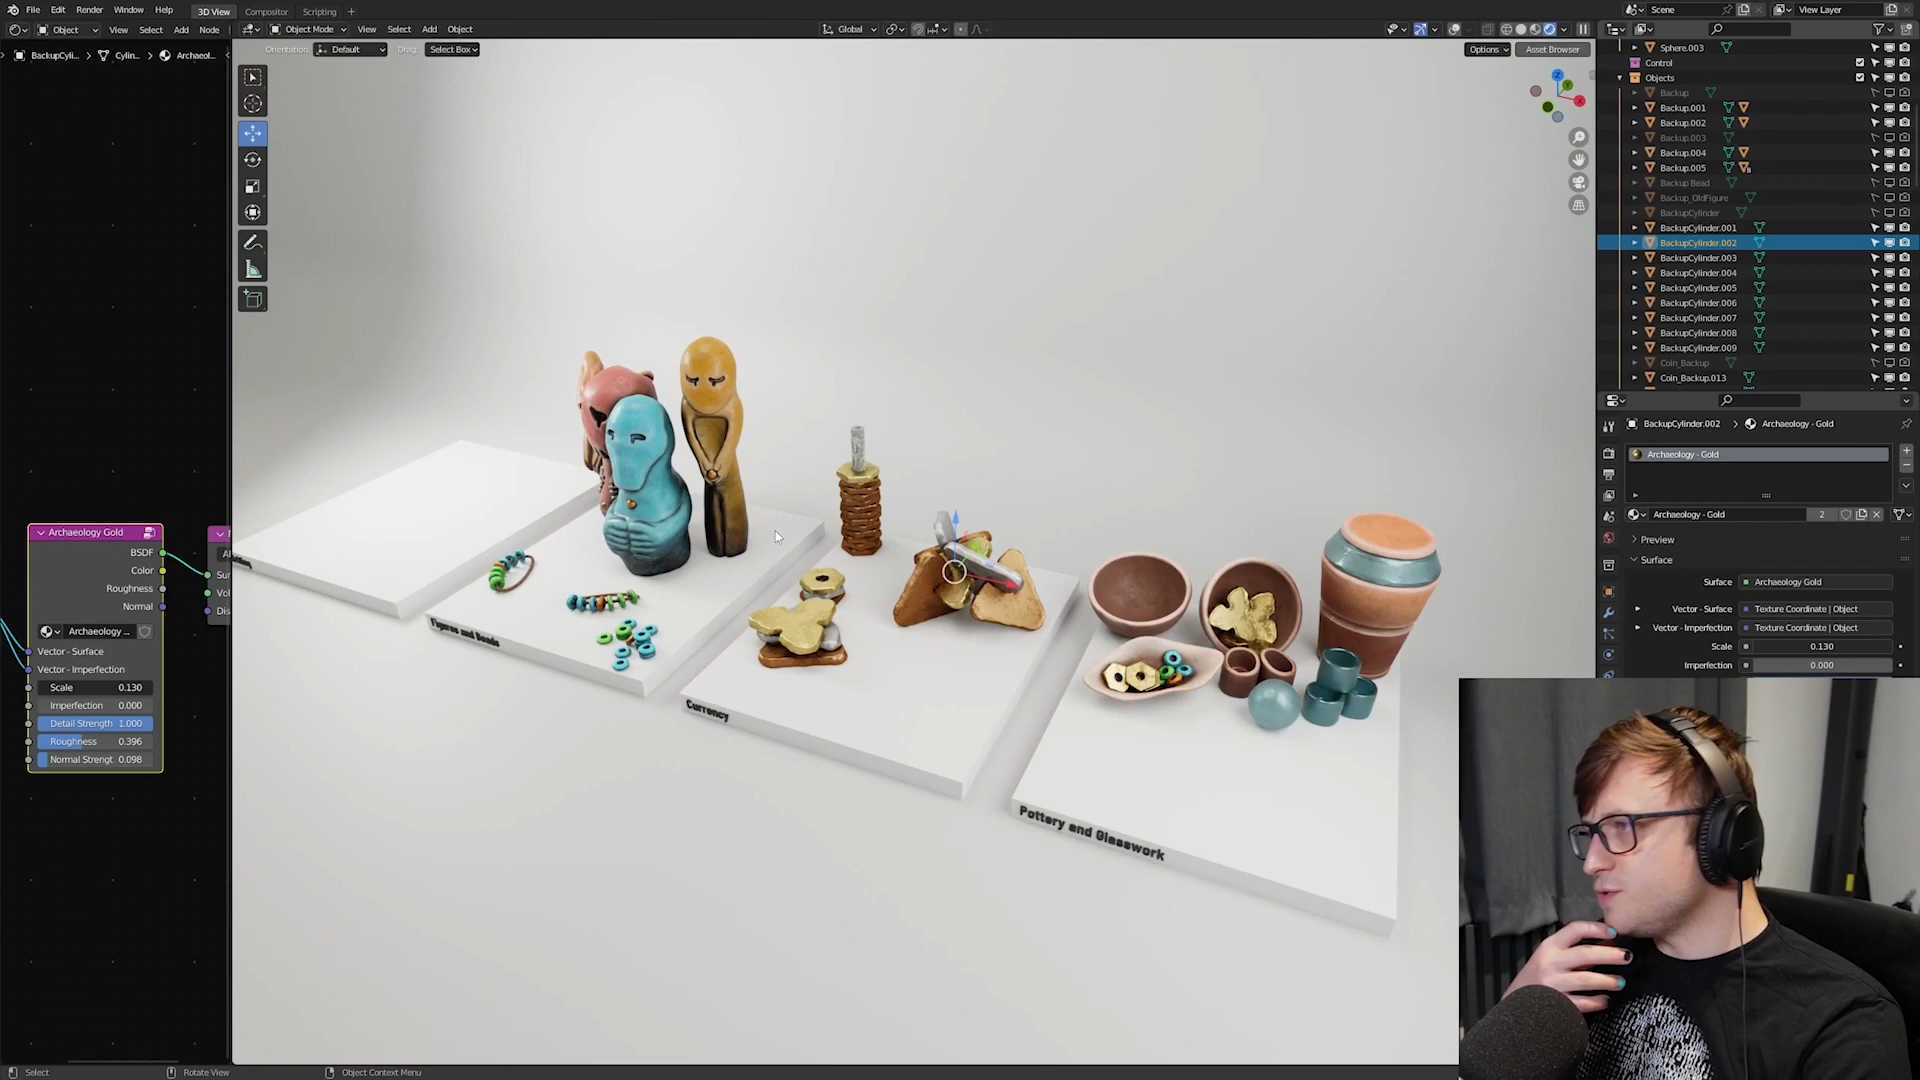 File Edit Render Window Help 3D View Compositor Scripting +
Scene View Layer
Object View Select Add Node
Object Mode View Select Add Object
Global
Orientation: Default Drag: Select Box
Options Asset Browser
BackupCyli... Cylin... Archaeol...
Sphere.003
Control
Objects
Backup
Backup.001
Backup.002
Backup.003
Backup.004
Backup.005
Backup Bead
Backup_OldFigure
BackupCylinder
BackupCylinder.001
BackupCylinder.002
BackupCylinder.003
BackupCylinder.004
BackupCylinder.005
BackupCylinder.006
BackupCylinder.007
BackupCylinder.008
BackupCylinder.009
Coin_Backup
Coin_Backup.013
BackupCylinder.002 Archaeology - Gold
Archaeology - Gold
Archaeology - Gold 2
Preview
Surface
Surface Archaeology Gold
Vector - Surface Texture Coordinate | Object
Vector - Imperfection Texture Coordinate | Object
Scale 0.130
Imperfection 0.000
Archaeology Gold
BSDF
Color
Roughness
Normal
Archaeology ...
Vector - Surface
Vector - Imperfection
Scale 0.130
Imperfection 0.000
Detail Strength 1.000
Roughness 0.396
Normal Strengt 0.098
Al
Sur
Vol
Dis
Figures and Beads
Currency
Pottery and Glasswork
Z
Y
X
Select Rotate View Object Context Menu